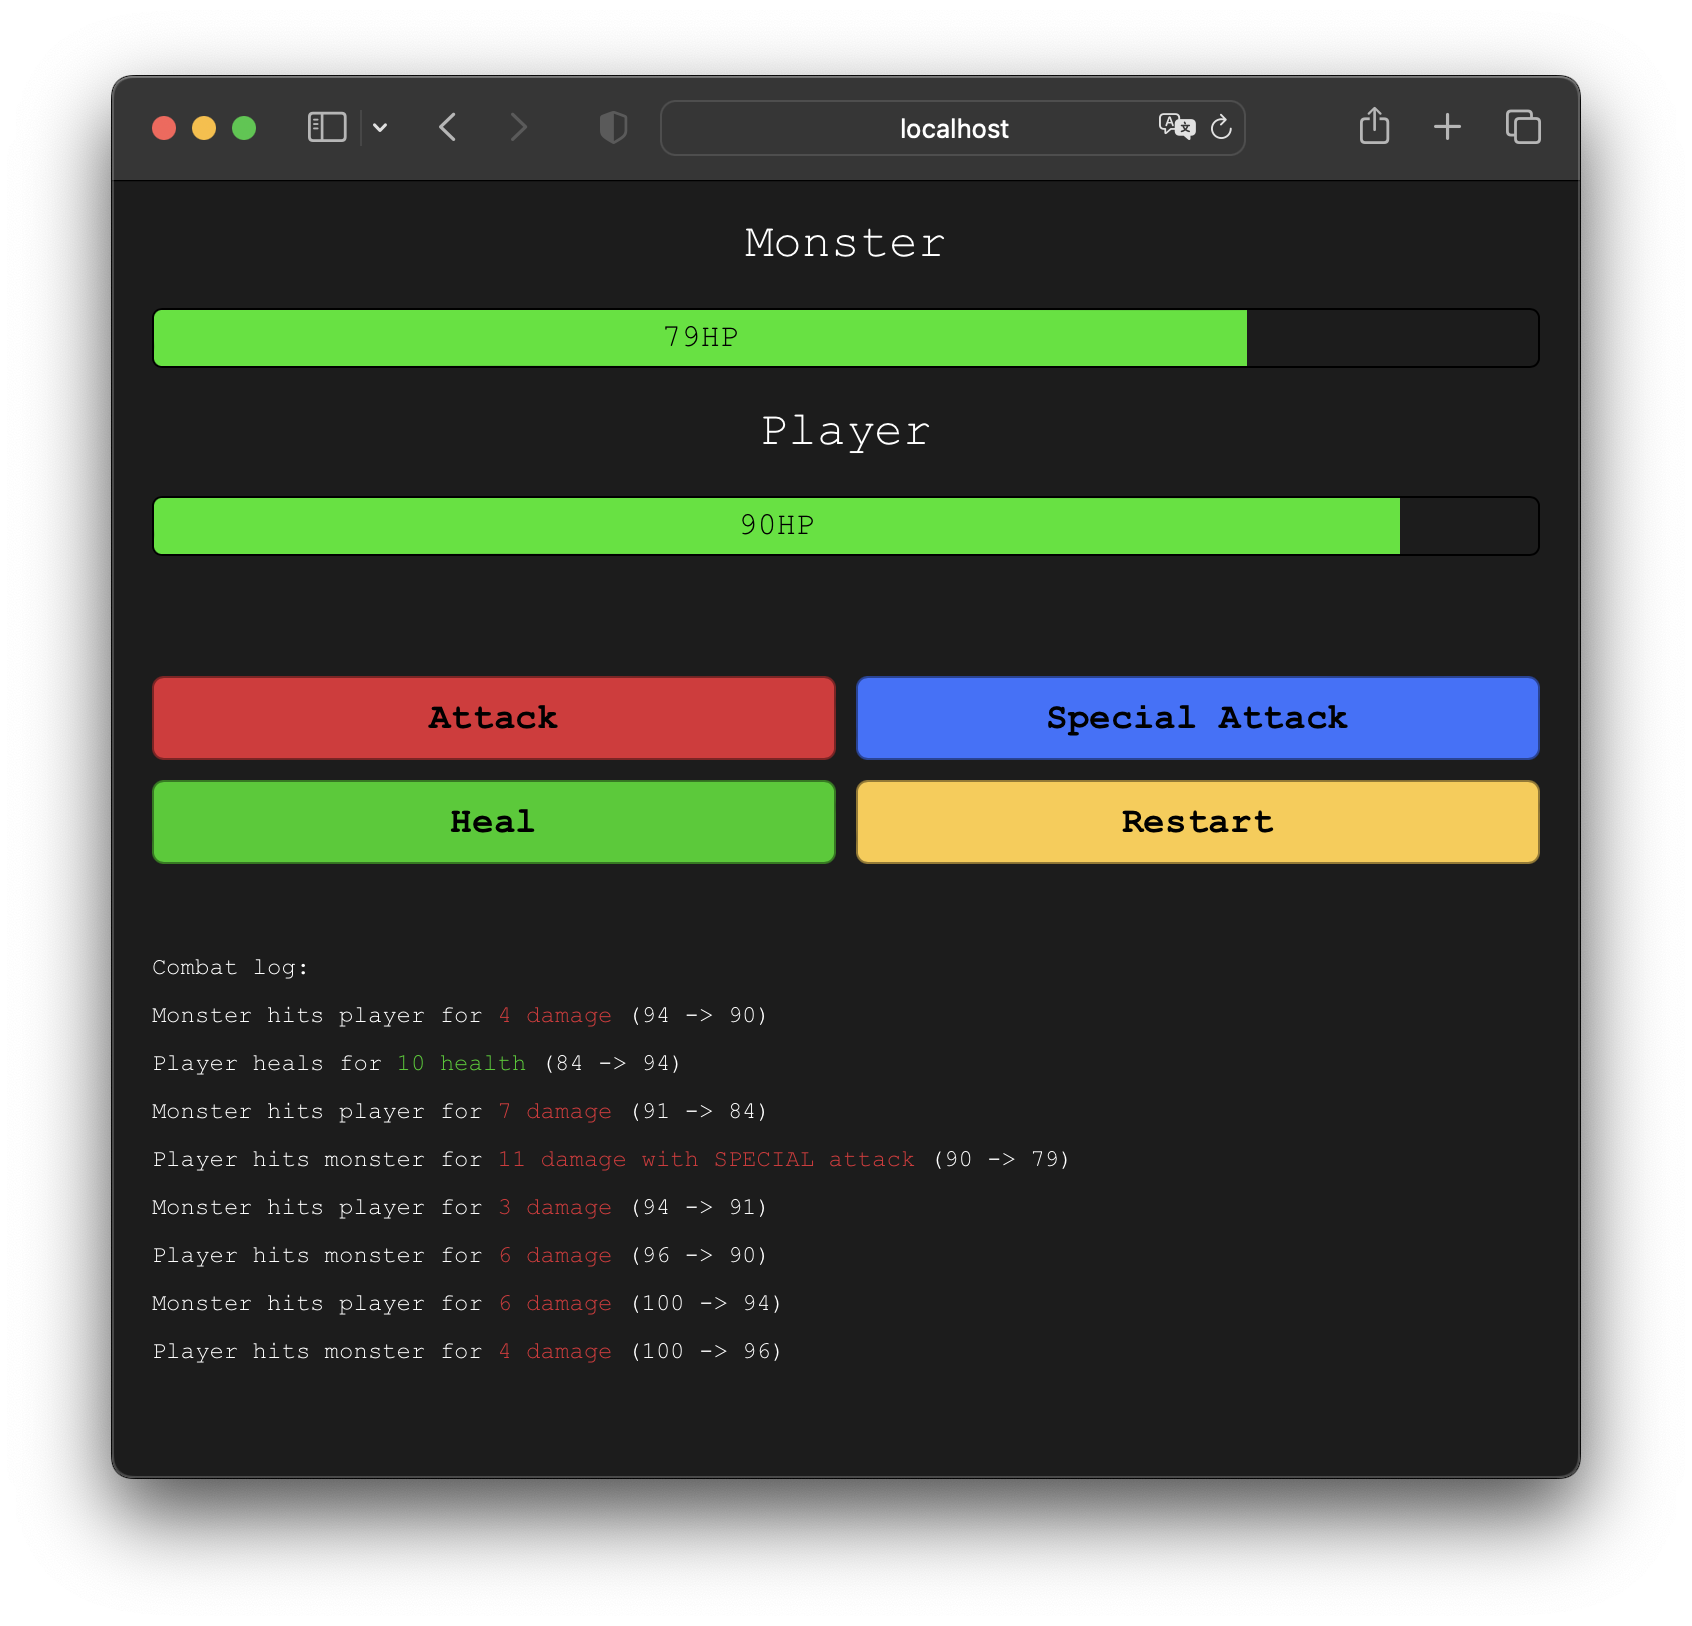 localhost
Monster
79HP
Player
90HP
Attack
Special Attack
Heal
Restart
Combat log:
Monster hits player for 4 damage (94 -> 90)
Player heals for 10 health (84 -> 94)
Monster hits player for 7 damage (91 -> 84)
Player hits monster for 11 damage with SPECIAL attack (90 -> 79)
Monster hits player for 3 damage (94 -> 91)
Player hits monster for 6 damage (96 -> 90)
Monster hits player for 6 damage (100 -> 94)
Player hits monster for 4 damage (100 -> 96)